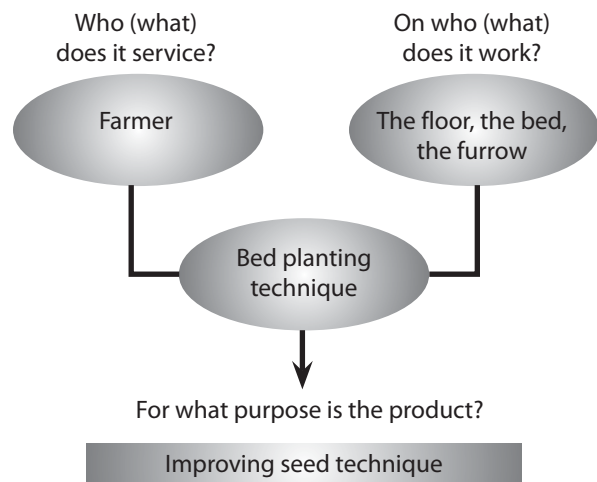 Who (what)
does it service?
On who (what)
does it work?
Farmer
The floor, the bed,
the furrow
Bed planting
technique
For what purpose is the product?
Improving seed technique